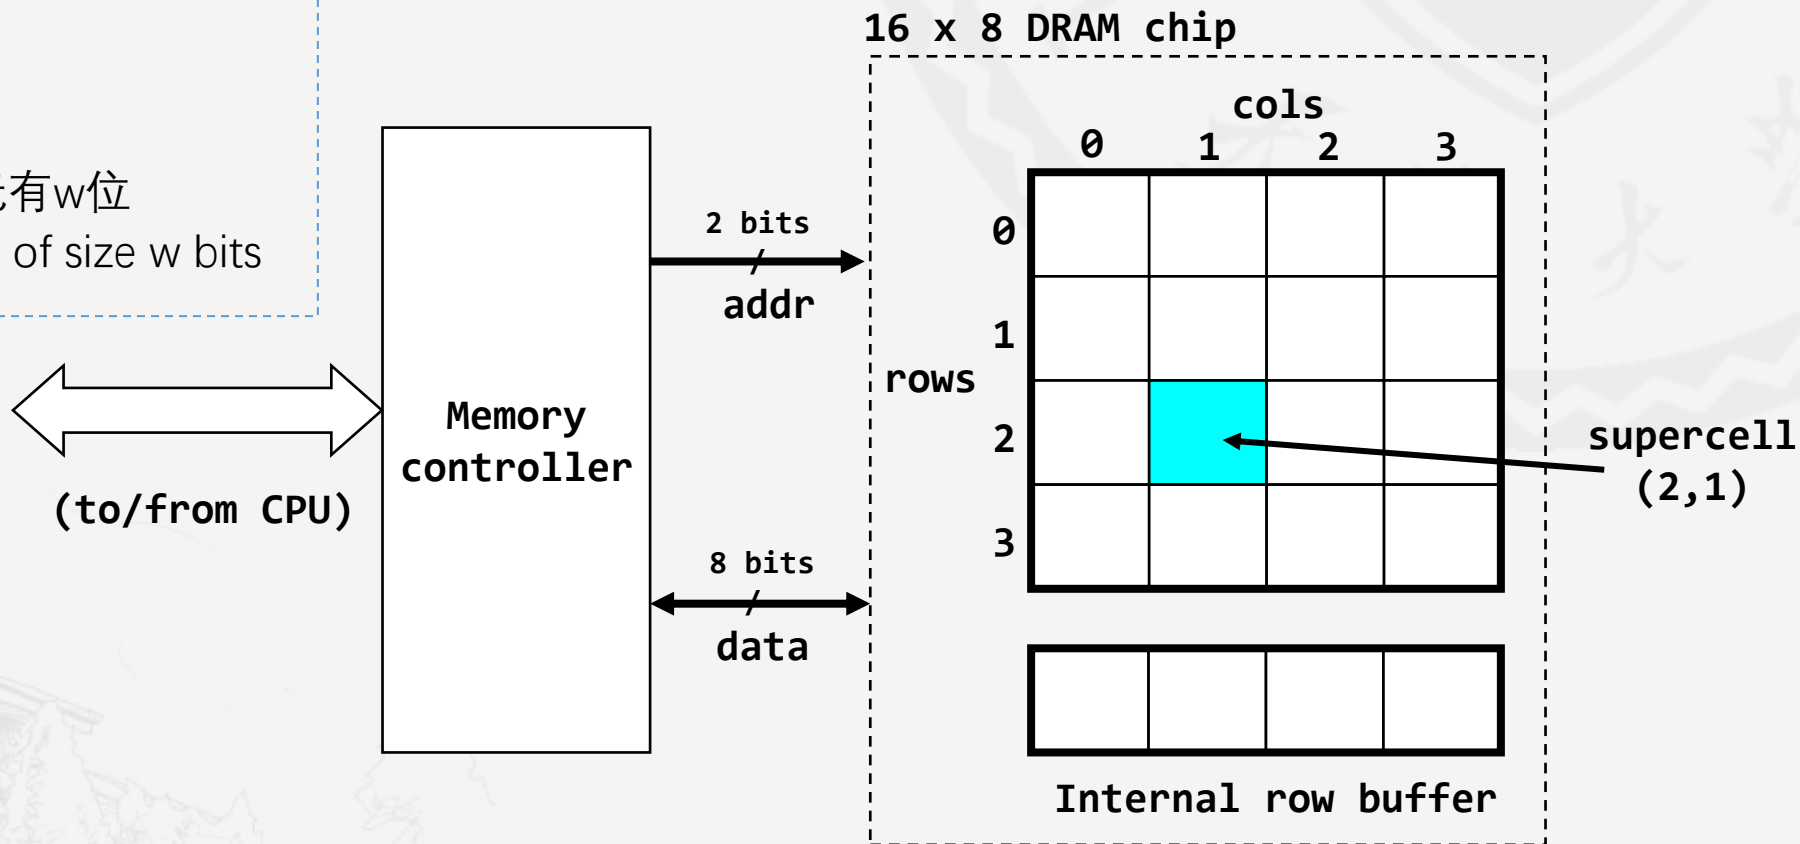 16 x 8 DRAM chip
cols
0 1 2 3
有w位
of size w bits
2 bits
addr
0
1
rows
Memory
controller
2
supercell
(2,1)
(to/from CPU)
3
8 bits
data
Internal row buffer